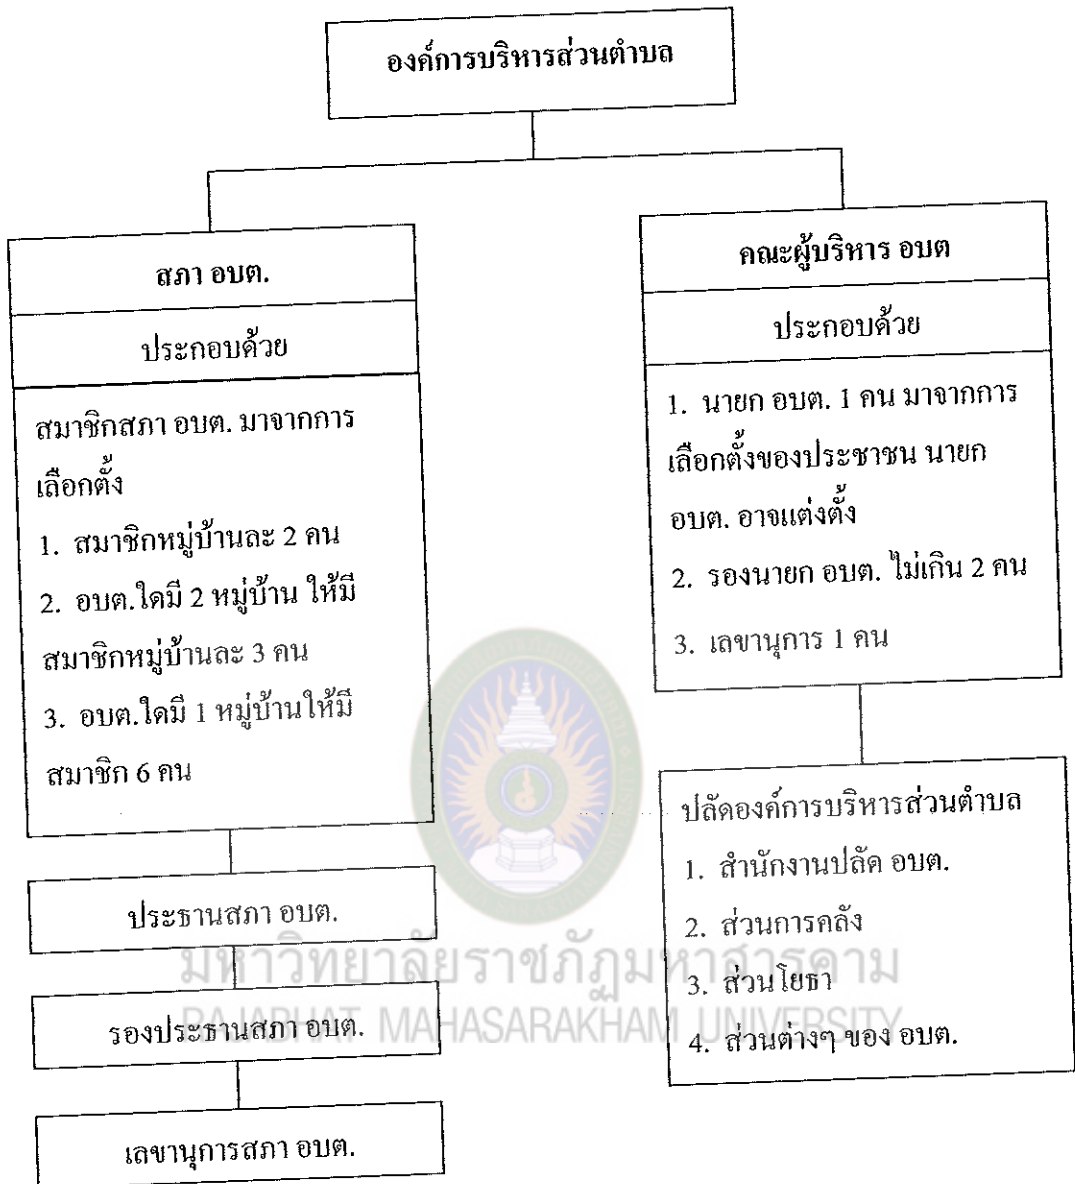 องค์การบริหารส่วนตำบล
สภา อบต.
ประกอบด้วย
สมาชิกสภา อบต. มาจากการ
เลือกตั้ง
1. สมาชิกหมู่บ้านละ 2 คน
2. อบต.ใดมี 2 หมู่บ้าน ให้มี
สมาชิกหมู่บ้านละ 3 คน
3. อบต.ใดมี 1 หมู่บ้านให้มี
สมาชิก 6 คน
ประธานสภา อบต.
รองประธานสภา อบต.
เลขานุการสภา อบต.
คณะผู้บริหาร อบต
ประกอบด้วย
1. นายก อบต. 1 คน มาจากการ
เลือกตั้งของประชาชน นายก
อบต. อาจแต่งตั้ง
2. รองนายก อบต. ไม่เกิน 2 คน
3. เลขานุการ 1 คน
ปลัดองค์การบริหารส่วนตำบล
1. สำนักงานปลัด อบต.
2. ส่วนการคลัง
3. ส่วนโยธา
4. ส่วนต่างๆ ของ อบต.
มหาวิทยาลัยราชภัฏมหาสารคาม
RAJABHAT MAHASARAKHAM UNIVERSITY